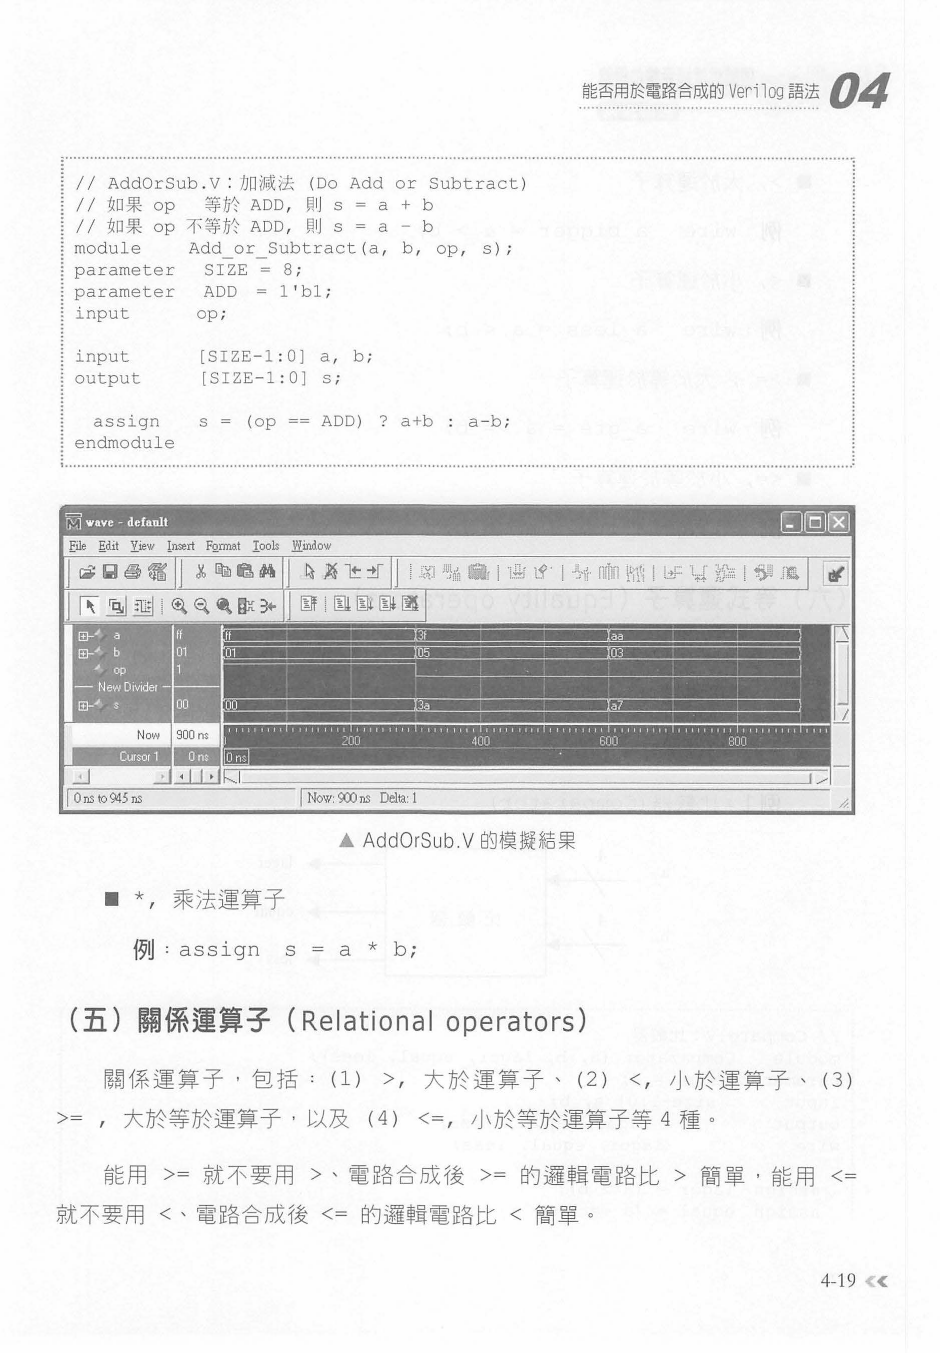 能否用於電路合成的 Verilog 語法 04
// AddOrSub.V：加減法 (Do Add or Subtract)
// 如果 op 等於 ADD, 則 s = a + b
// 如果 op 不等於 ADD, 則 s = a - b
module Add_or_Subtract(a, b, op, s);
parameter SIZE = 8;
parameter ADD = 1'b1;
input op;
input [SIZE-1:0] a, b;
output [SIZE-1:0] s;
assign s = (op == ADD) ? a+b : a-b;
endmodule
wave - default
File Edit View Insert Format Tools Window
a ff ff 3f aa
b 01 01 05 03
op 1
New Divider
s 00 00 3a a7
Now 900 ns 200 400 600 800
Cursor 1 0 ns 0 ns
0 ns to 945 ns Now: 900 ns Delta: 1
▲ AddOrSub.V 的模擬結果
■ *, 乘法運算子
例：assign s = a * b;
（五）關係運算子（Relational operators）
關係運算子，包括：(1) >, 大於運算子、(2) <, 小於運算子、(3)
>= , 大於等於運算子，以及 (4) <=, 小於等於運算子等 4 種。
能用 >= 就不要用 >、電路合成後 >= 的邏輯電路比 > 簡單，能用 <=
就不要用 <、電路合成後 <= 的邏輯電路比 < 簡單。
4-19